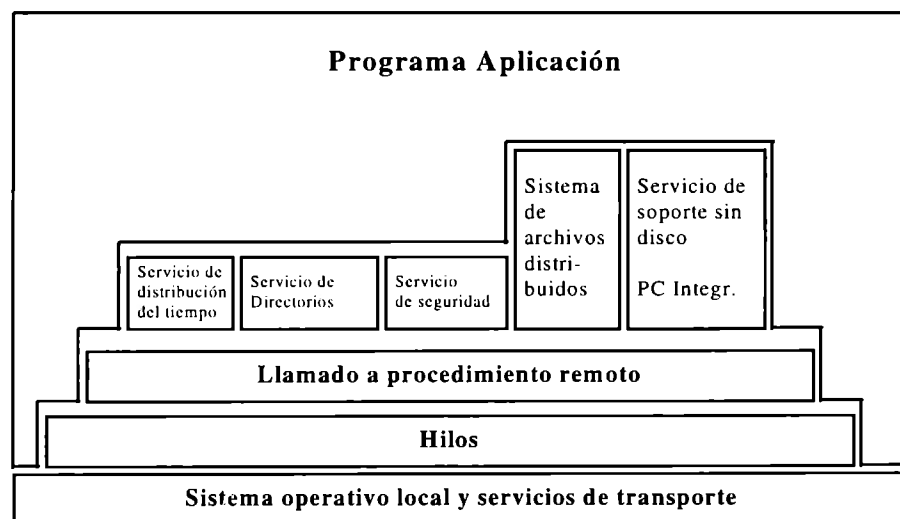 Programa Aplicación
Sistema
de
archivos
distri-
buidos
Servicio de
soporte sin
disco
PC Integr.
Servicio de
distribución
del tiempo
Servicio de
Directorios
Servicio
de seguridad
Llamado a procedimiento remoto
Hilos
Sistema operativo local y servicios de transporte